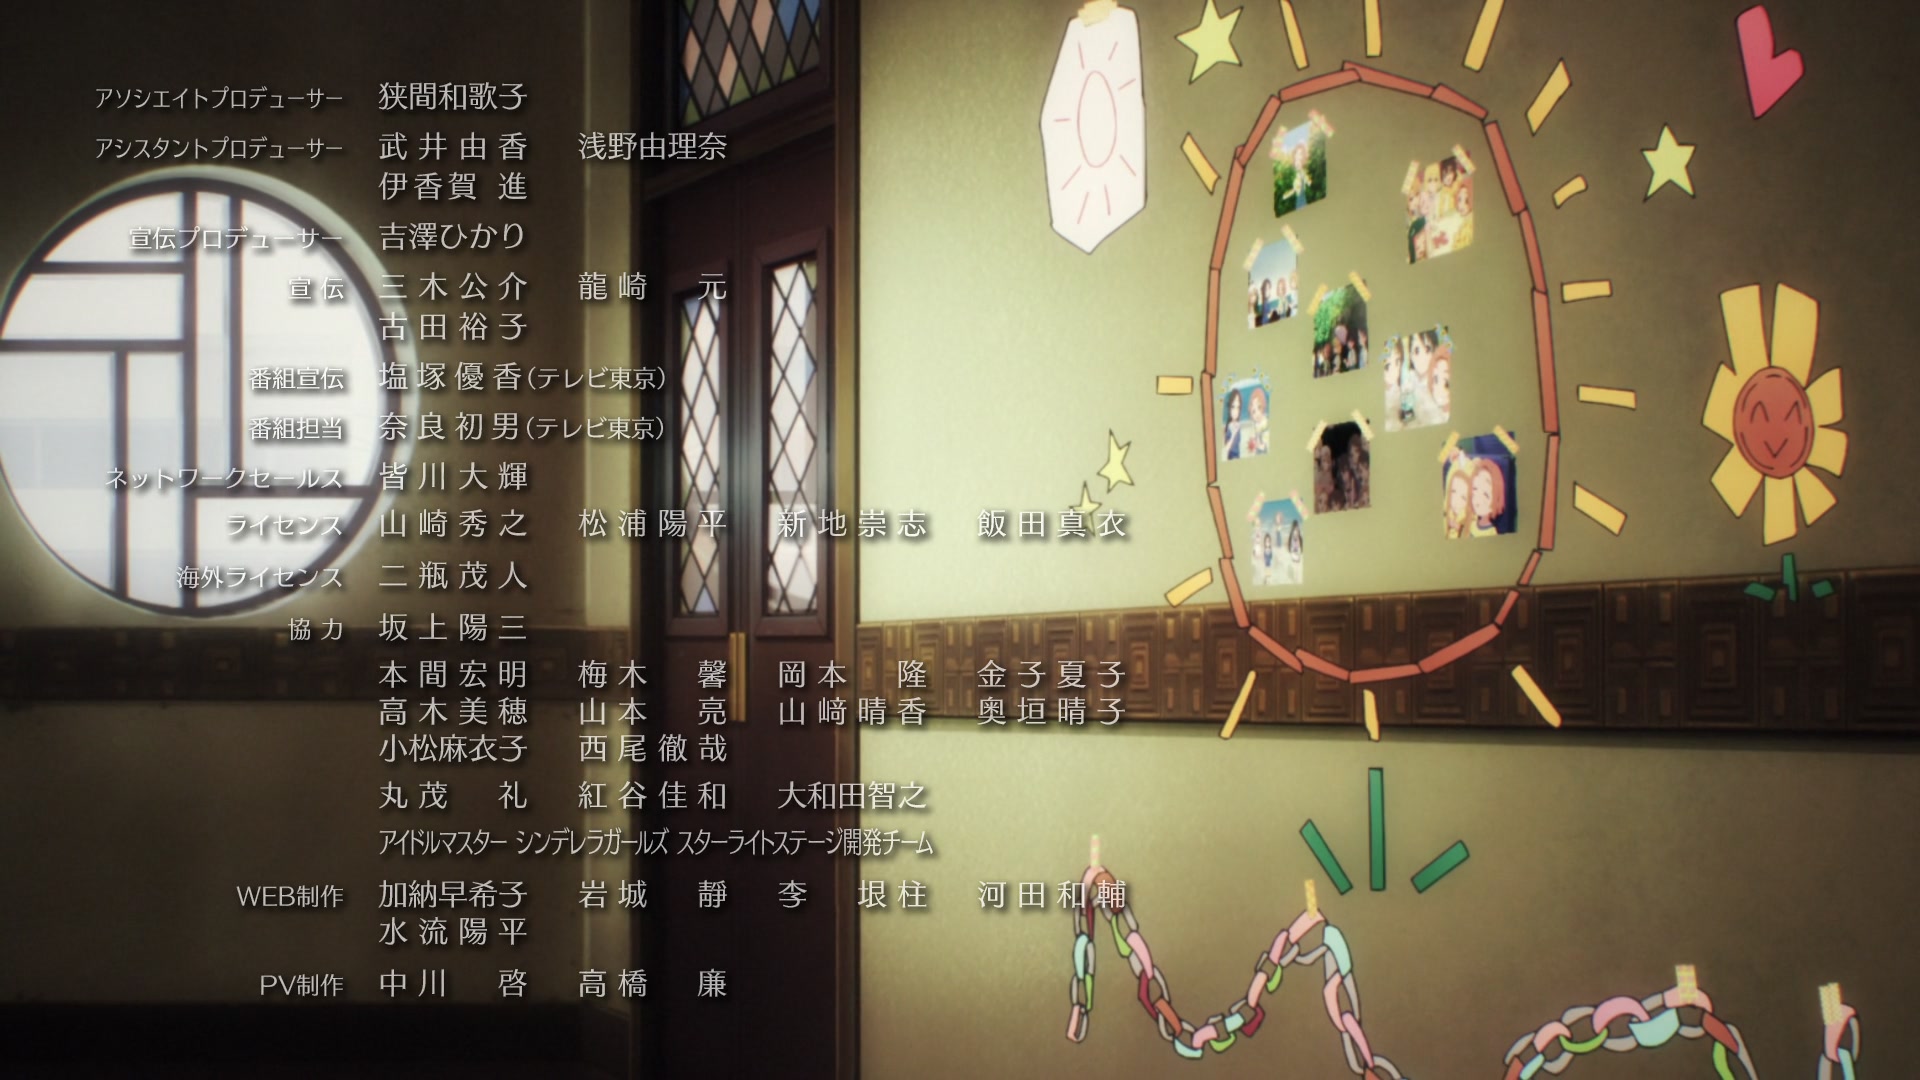 アソシエイトプロデューサー 狭間和歌子
アシスタントプロデューサー 武井由香 浅野由理奈
伊香賀 進
宣伝プロデューサー 吉澤ひかり
宣伝 三木公介 龍崎 元
古田裕子
番組宣伝 塩塚優香(テレビ東京)
番組担当 奈良初男(テレビ東京)
ネットワークセールス 皆川大輝
ライセンス 山崎秀之 松浦陽平 新地崇志 飯田真衣
海外ライセンス 二瓶茂人
協力 坂上陽三
本間宏明 梅木 馨 岡本 隆 金子夏子
高木美穂 山本 亮 山﨑晴香 奥垣晴子
小松麻衣子 西尾徹哉
丸茂 礼 紅谷佳和 大和田智之
アイドルマスター シンデレラガールズ スターライトステージ開発チーム
WEB制作 加納早希子 岩城 靜 李 垠柱 河田和輔
水流陽平
PV制作 中川 啓 高橋 廉